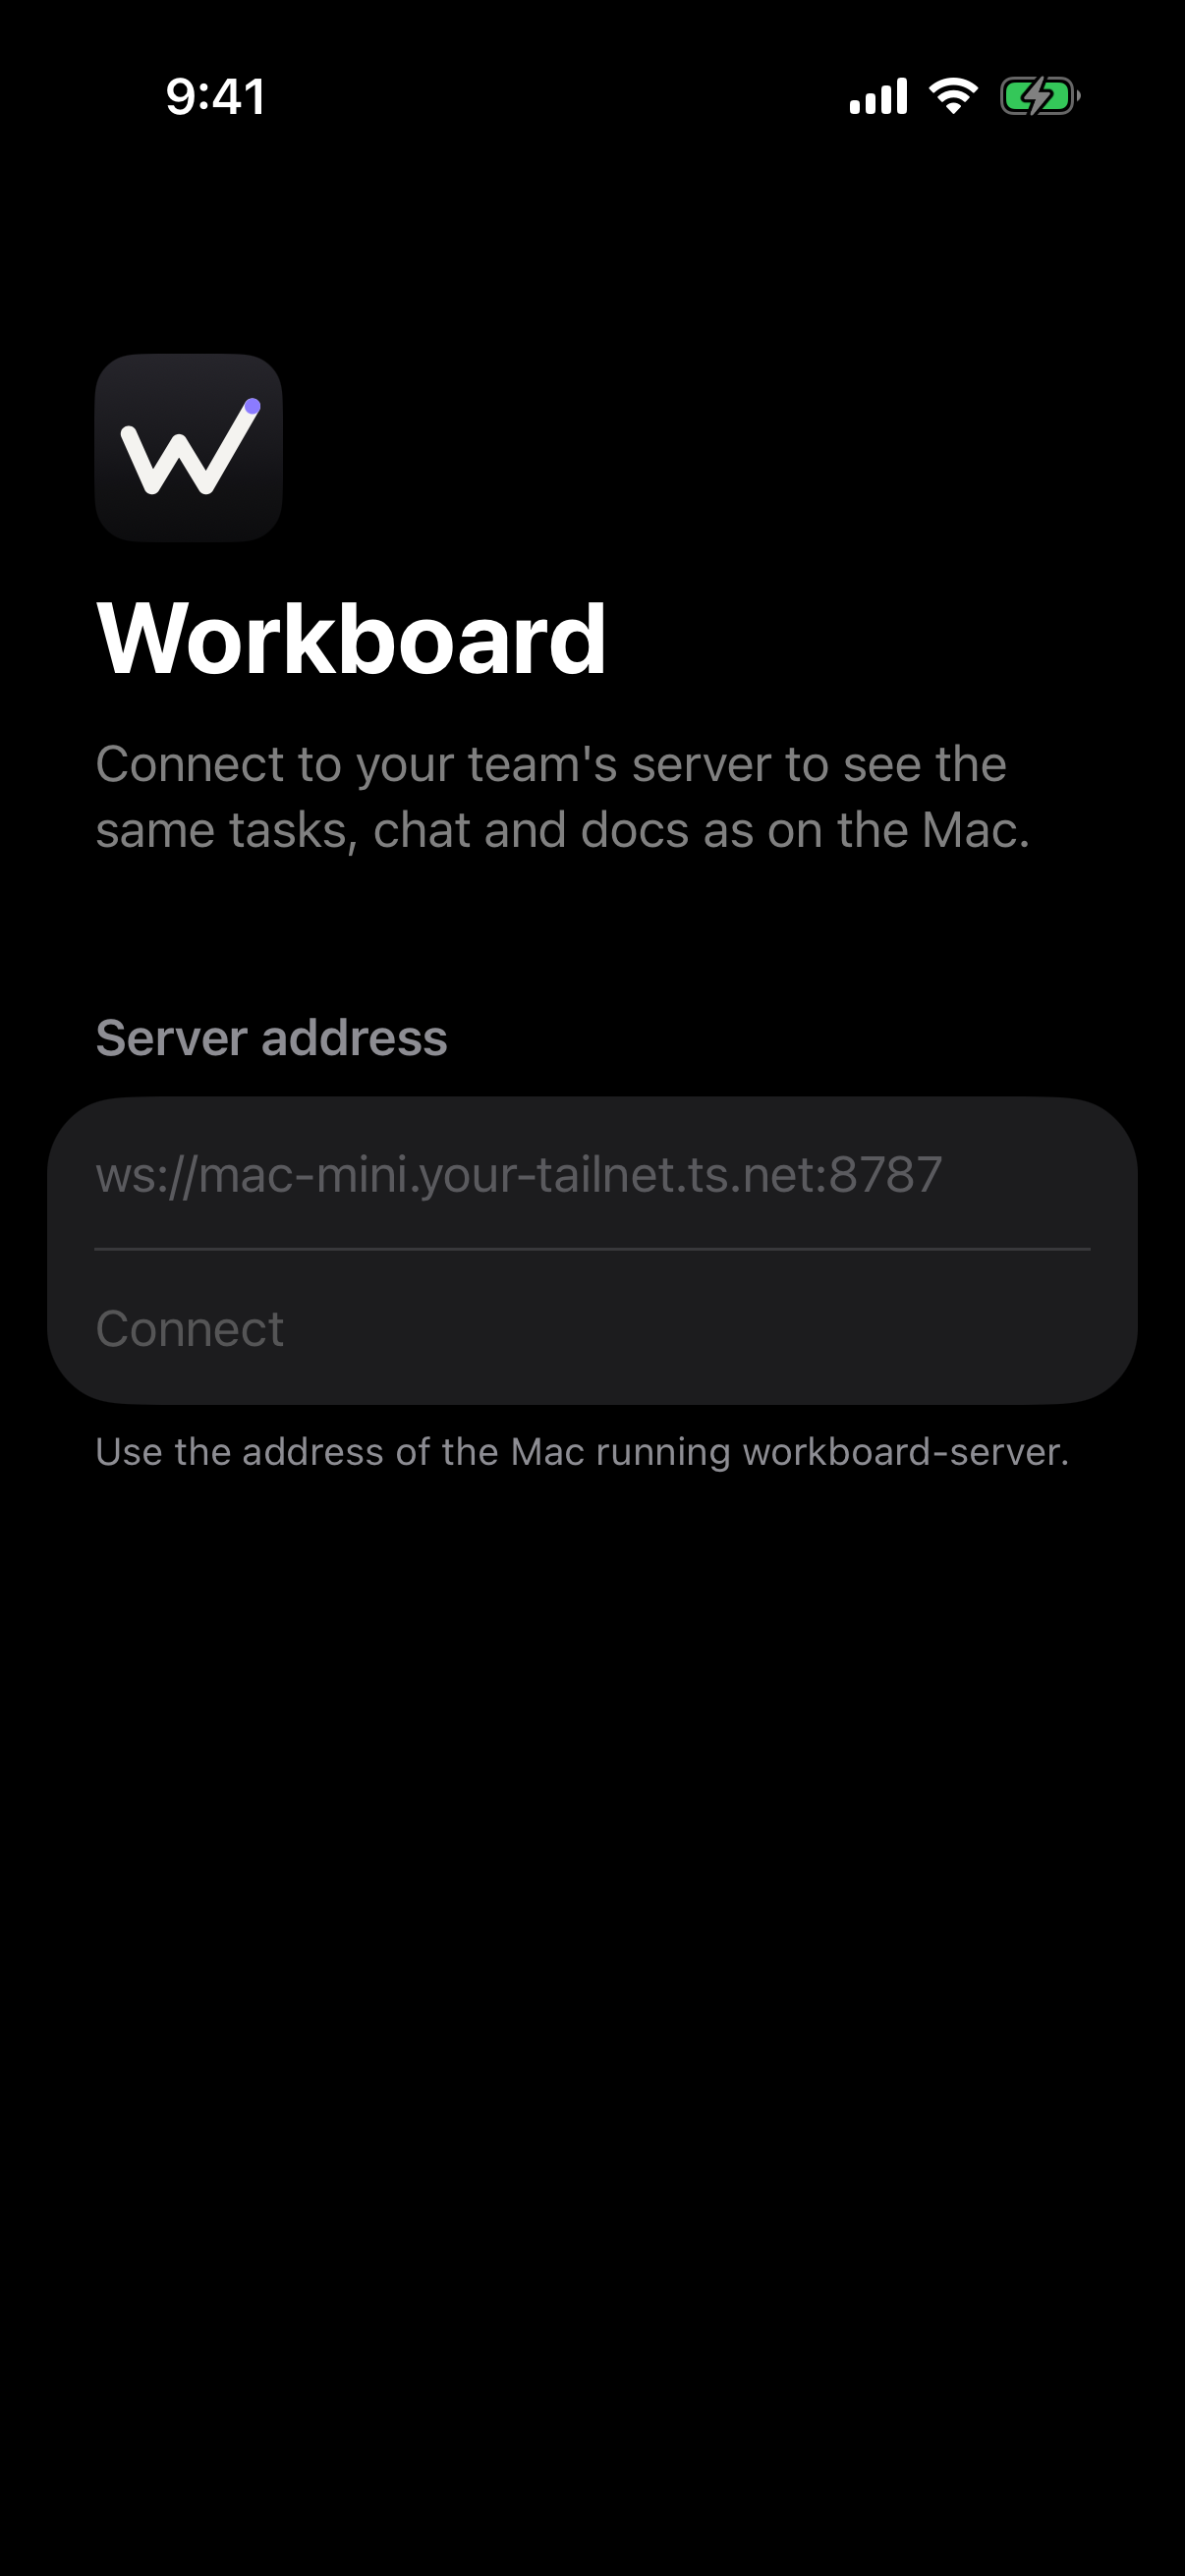 9:41
Workboard
Connect to your team's server to see the
same tasks, chat and docs as on the Mac.
Server address
ws://mac-mini.your-tailnet.ts.net:8787
Connect
Use the address of the Mac running workboard-server.